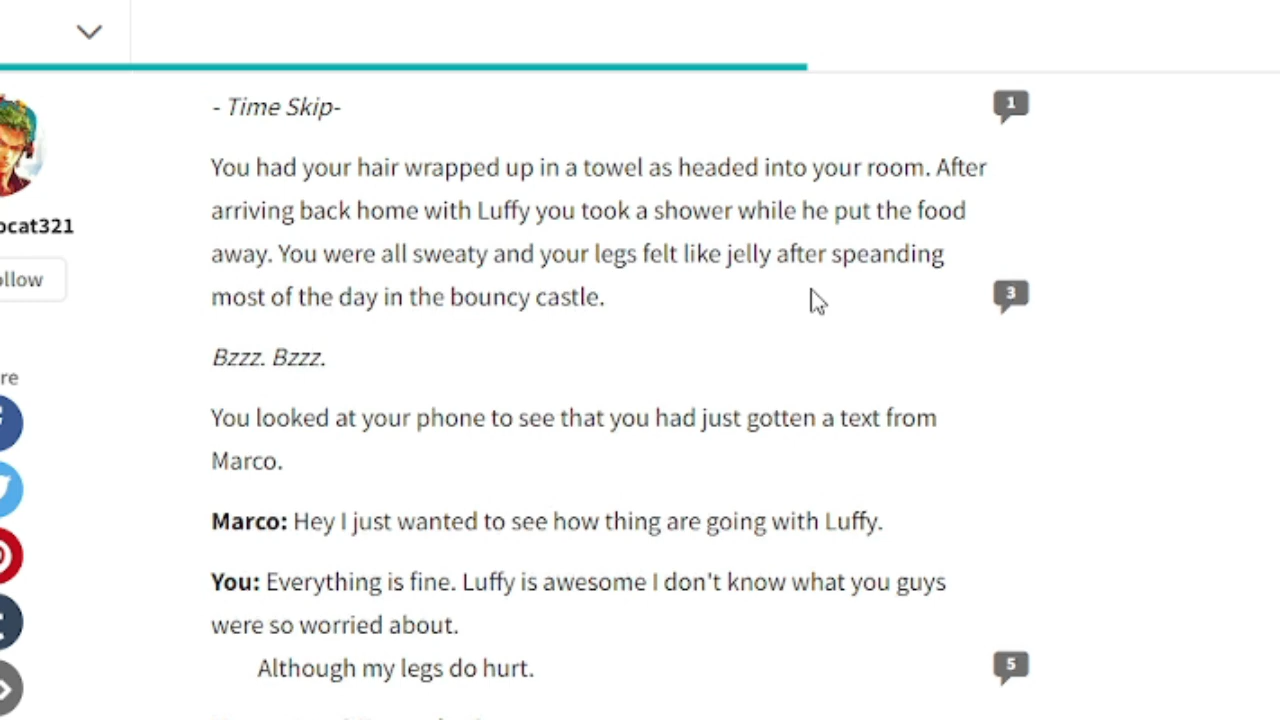 - Time Skip-
1
You had your hair wrapped up in a towel as headed into your room. After
arriving back home with Luffy you took a shower while he put the food
away. You were all sweaty and your legs felt like jelly after speanding
most of the day in the bouncy castle.
3
ocat321
ollow
Bzzz. Bzzz.
re
You looked at your phone to see that you had just gotten a text from
Marco.
Marco: Hey I just wanted to see how thing are going with Luffy.
You: Everything is fine. Luffy is awesome I don't know what you guys
were so worried about.
Although my legs do hurt.
5